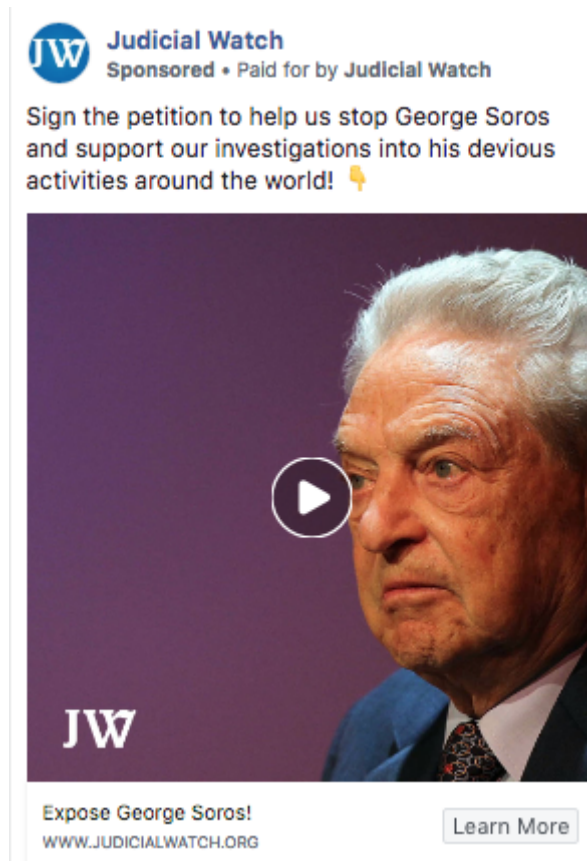 JW
Judicial Watch
Sponsored • Paid for by Judicial Watch
Sign the petition to help us stop George Soros
and support our investigations into his devious
activities around the world! 👇
JW
Expose George Soros!
WWW.JUDICIALWATCH.ORG
Learn More